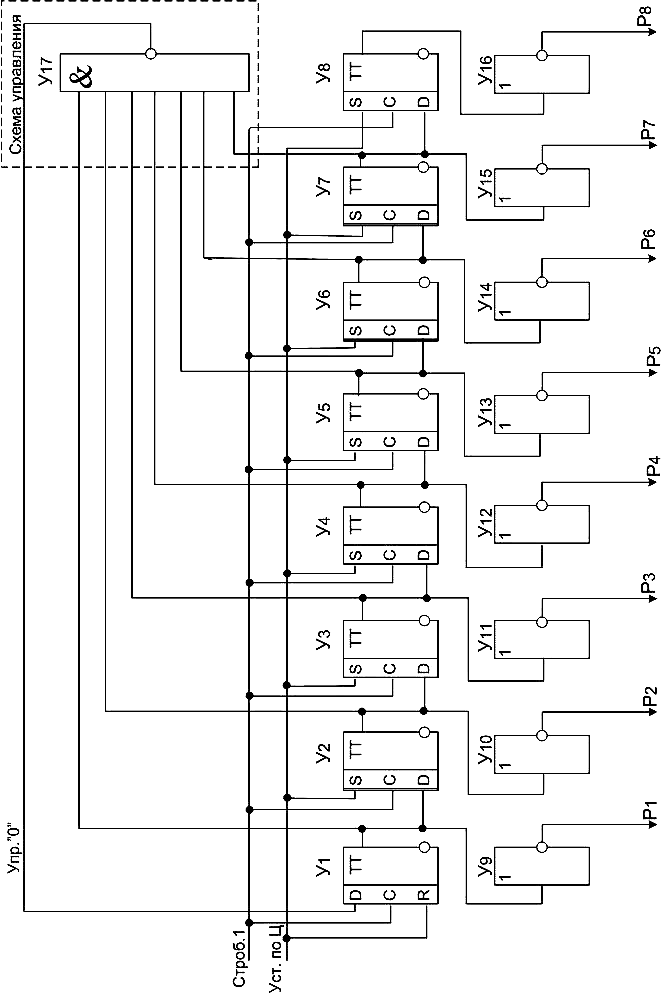 Упр."0"
Схема управления
У17
&
Строб.1
Уст. по Ц
У1 У2 У3 У4 У5 У6 У7 У8
D TT
C
R
S TT
C
D
S TT
C
D
S TT
C
D
S TT
C
D
S TT
C
D
S TT
C
D
S TT
C
D
У9 У10 У11 У12 У13 У14 У15 У16
1 1 1 1 1 1 1 1
P1 P2 P3 P4 P5 P6 P7 P8